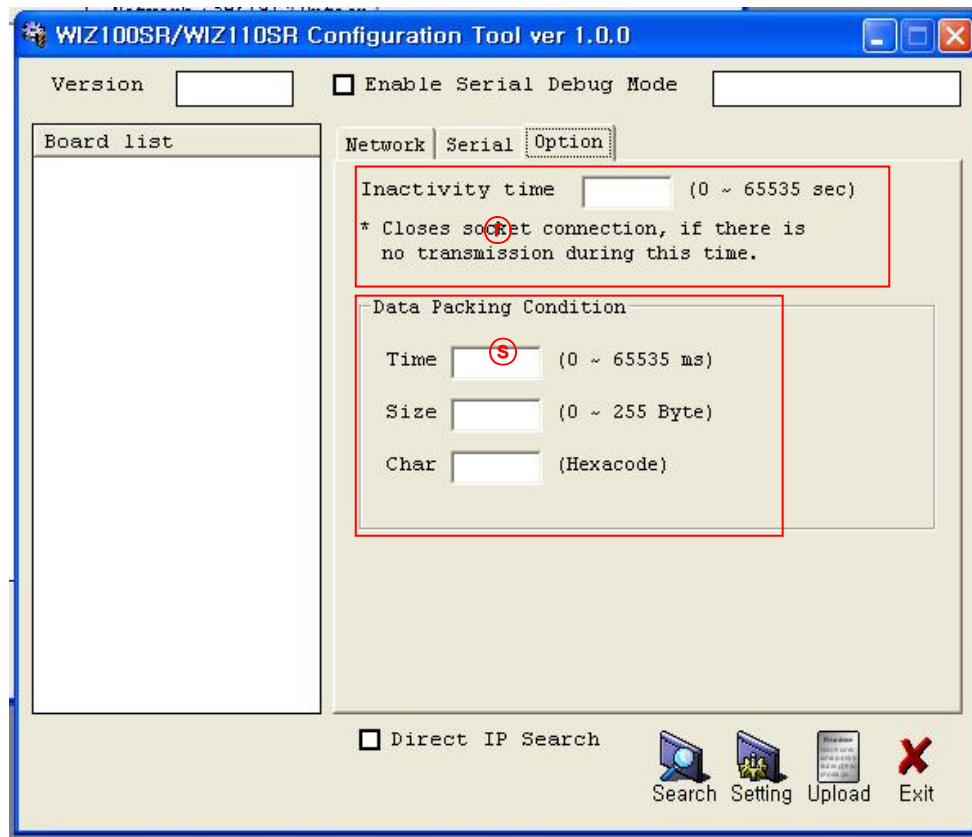 WIZ100SR/WIZ110SR Configuration Tool ver 1.0.0
Version
Enable Serial Debug Mode
Board list
Network Serial Option
Inactivity time (0 ~ 65535 sec)
* Closes socket connection, if there is
no transmission during this time.
Data Packing Condition
Time (0 ~ 65535 ms)
ⓢ
Size (0 ~ 255 Byte)
Char (Hexacode)
Direct IP Search
Search Setting Upload Exit